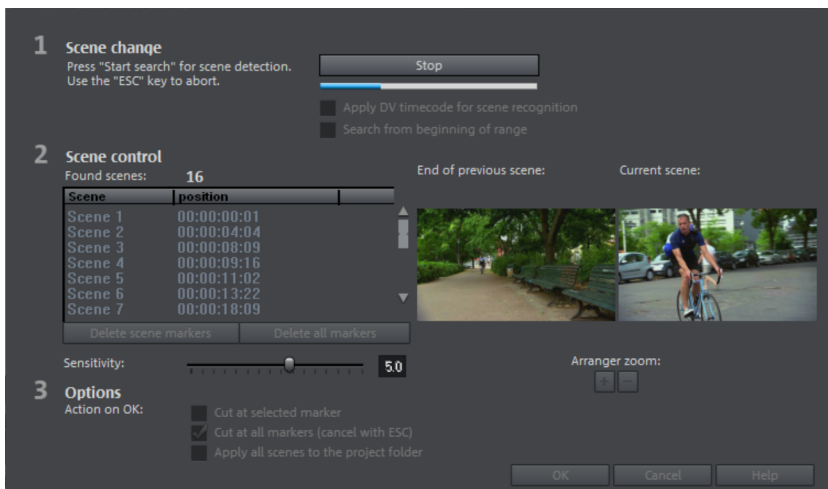 1 Scene change
Press "Start search" for scene detection.
Use the "ESC" key to abort.
Stop
Apply DV timecode for scene recognition
Search from beginning of range
2 Scene control
Found scenes: 16
End of previous scene: Current scene:
Scene position
Scene 1 00:00:00:01
Scene 2 00:00:04:04
Scene 3 00:00:08:09
Scene 4 00:00:09:16
Scene 5 00:00:11:02
Scene 6 00:00:13:22
Scene 7 00:00:18:09
Delete scene markers Delete all markers
Sensitivity: 5.0
Arranger zoom:
+ −
3 Options
Action on OK:
Cut at selected marker
Cut at all markers (cancel with ESC)
Apply all scenes to the project folder
OK Cancel Help